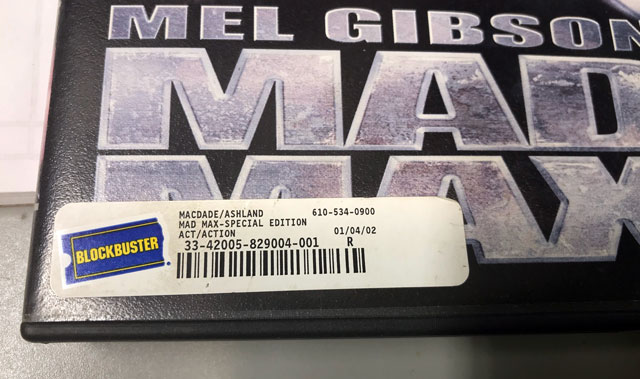 MEL GIBSON
MAD
MAX
MACDADE/ASHLAND 610-534-0900
MAD MAX-SPECIAL EDITION
ACT/ACTION 01/04/02
33-42005-829004-001 R
BLOCKBUSTER